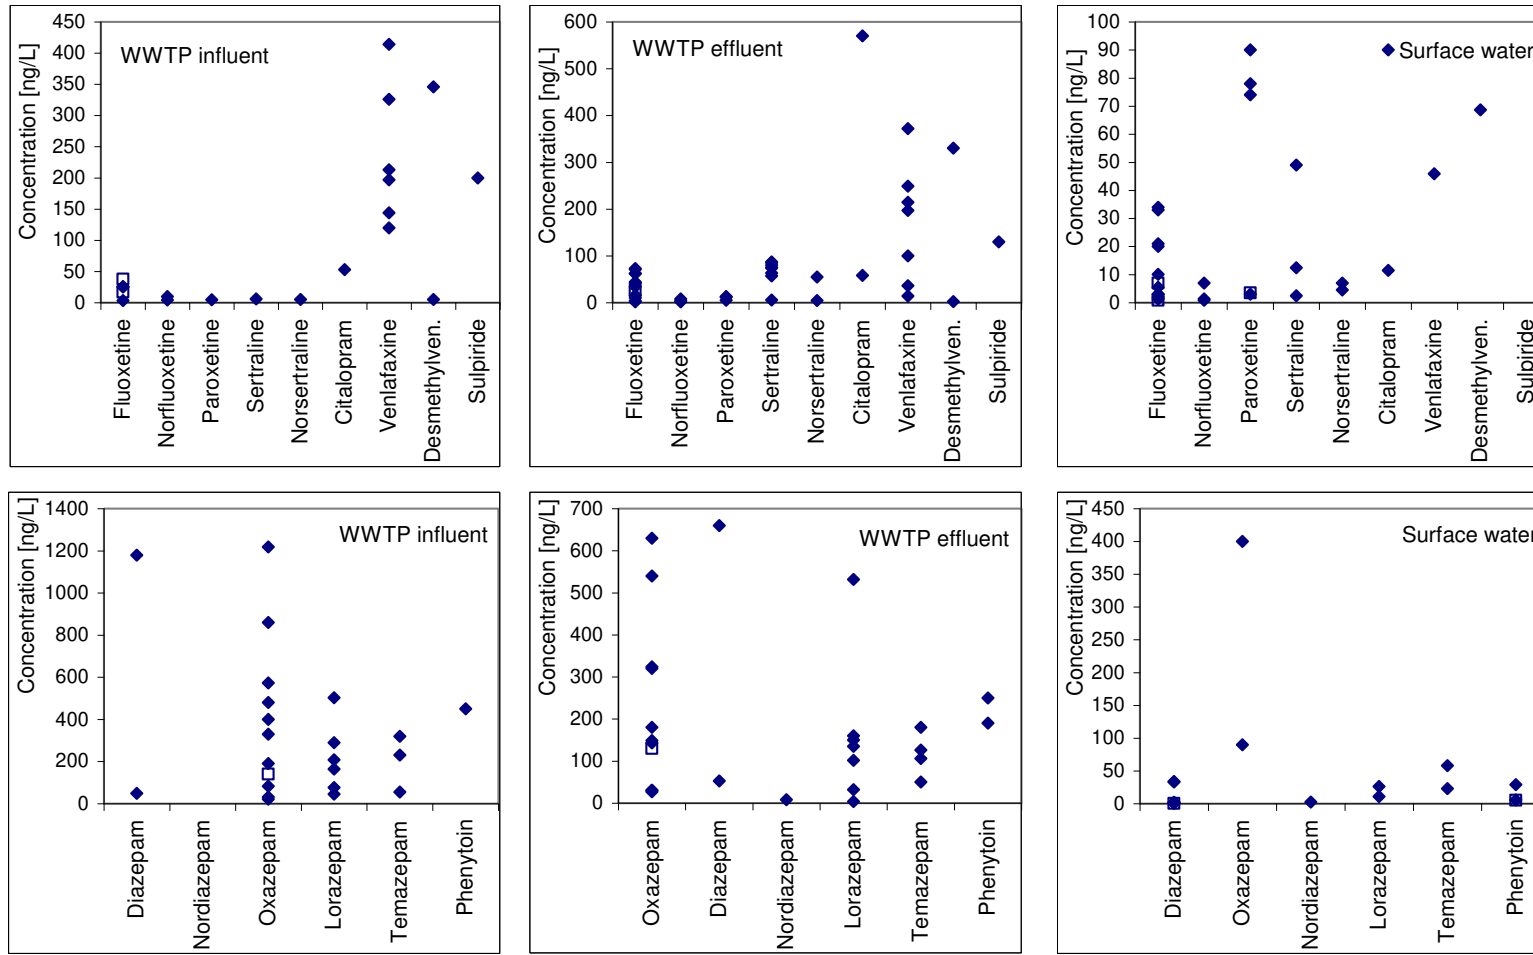 WWTP influent
Concentration [ng/L]
450
400
350
300
250
200
150
100
50
0
Fluoxetine
Norfluoxetine
Paroxetine
Sertraline
Norsertraline
Citalopram
Venlafaxine
Desmethylven.
Sulpiride
WWTP effluent
Concentration [ng/L]
600
500
400
300
200
100
0
Fluoxetine
Norfluoxetine
Paroxetine
Sertraline
Norsertraline
Citalopram
Venlafaxine
Desmethylven.
Sulpiride
Surface water
Concentration [ng/L]
100
90
80
70
60
50
40
30
20
10
0
Fluoxetine
Norfluoxetine
Paroxetine
Sertraline
Norsertraline
Citalopram
Venlafaxine
Desmethylven.
Sulpiride
WWTP influent
Concentration [ng/L]
1400
1200
1000
800
600
400
200
0
Diazepam
Nordiazepam
Oxazepam
Lorazepam
Temazepam
Phenytoin
WWTP effluent
Concentration [ng/L]
700
600
500
400
300
200
100
0
Oxazepam
Diazepam
Nordiazepam
Lorazepam
Temazepam
Phenytoin
Surface water
Concentration [ng/L]
450
400
350
300
250
200
150
100
50
0
Diazepam
Oxazepam
Nordiazepam
Lorazepam
Temazepam
Phenytoin